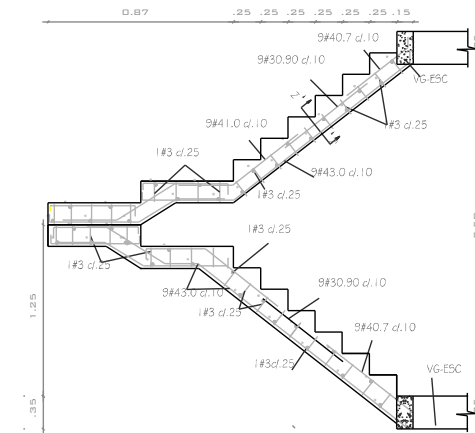 0.87 .25 .25 .25 .25 .25 .25 .15
9#40.7 c/.10
9#30.90 c/.10
VG-ESC
2"
9#41.0 c/.10
1#3 c/.25
1#3 c/.25
9#43.0 c/.10
1#3 c/.25
1#3 c/.25
1#3 c/.25
9#43.0 c/.10
9#30.90 c/.10
1#3 c/.25
1.25
9#40.7 c/.10
1#3c/.25
VG-ESC
.35